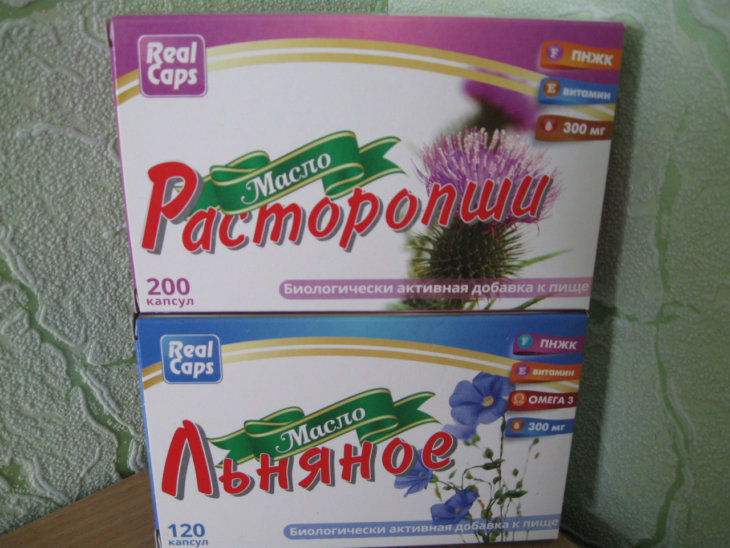 Real
Caps
F ПНЖК
E витамин
300 мг
Масло
Расторопши
200
капсул
Биологически активная добавка к пище
Real
Caps
F ПНЖК
E витамин
ОМЕГА 3
300 мг
Масло
Льняное
120
капсул
Биологически активная добавка к пище